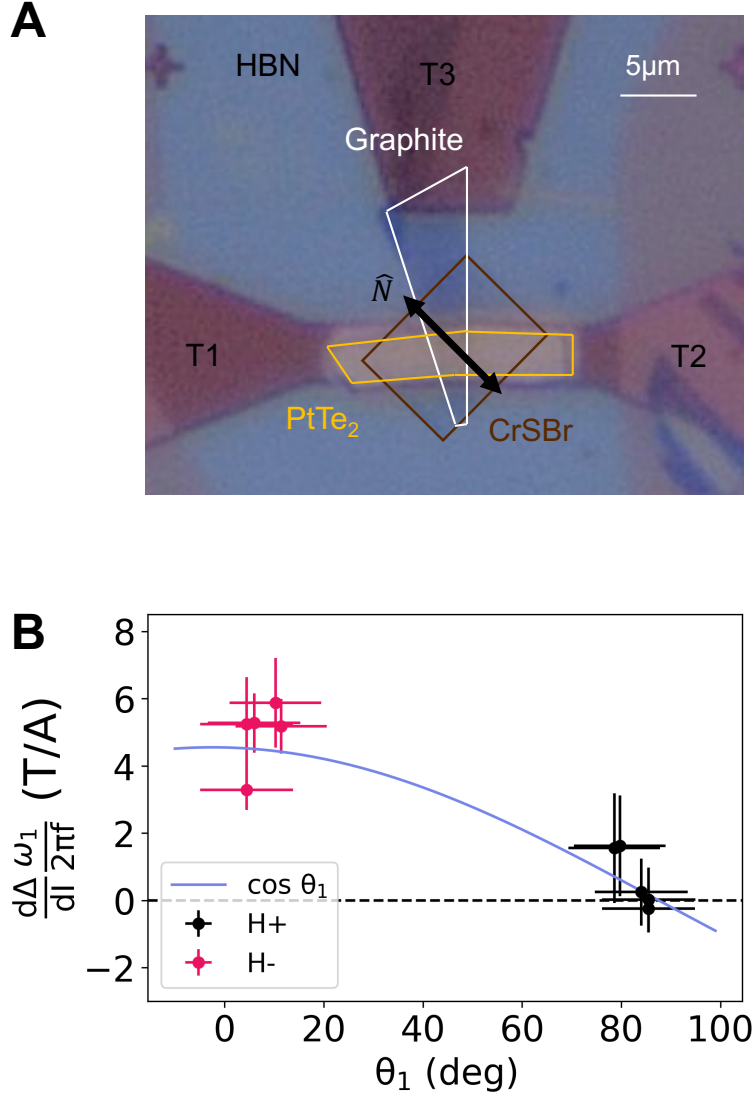 A
HBN
T3
5μm
Graphite
N̂
T1
T2
PtTe₂
CrSBr
B
8
6
4
2
0
−2
dΔ/dI ω₁/2πf (T/A)
cos θ₁
H+
H-
0 20 40 60 80 100
θ₁ (deg)